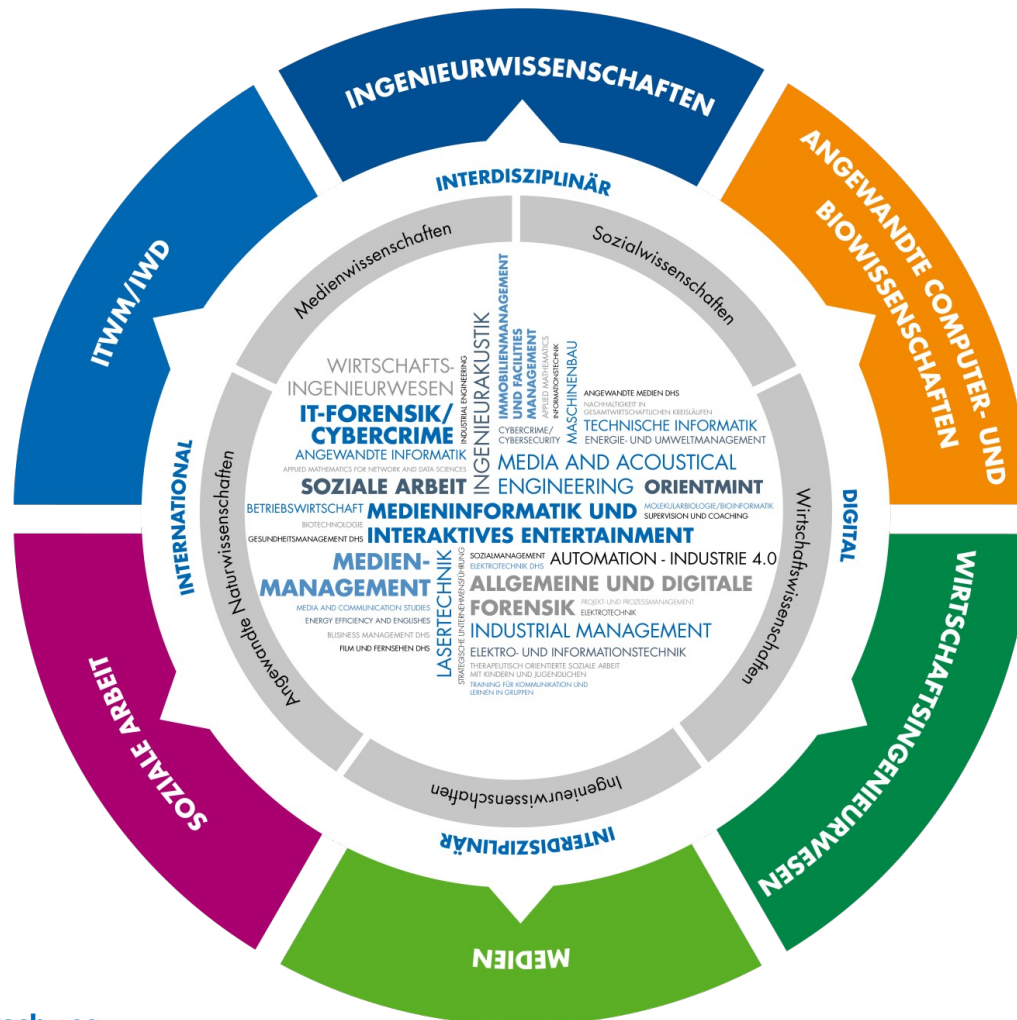 INGENIEURWISSENSCHAFTEN
ANGEWANDTE COMPUTER- UND
BIOWISSENSCHAFTEN
WIRTSCHAFTSINGENIEURWESEN
MEDIEN
SOZIALE ARBEIT
ITWM/IWD
INTERDISZIPLINÄR
DIGITAL
INTERDISZIPLINÄR
INTERNATIONAL
Medienwissenschaften
Sozialwissenschaften
Wirtschaftswissenschaften
Ingenieurwissenschaften
Angewandte Naturwissenschaften
WIRTSCHAFTS-
INGENIEURWESEN
INDUSTRIAL ENGINEERING
INGENIEURAKUSTIK
IMMOBILIENMANAGEMENT
UND FACILITIES
MANAGEMENT
APPLIED MATHEMATICS
INFORMATIONSTECHNIK
MASCHINENBAU
ANGEWANDTE MEDIEN DHS
NACHHALTIGKEIT IN
GESAMTWIRTSCHAFTLICHEN KREISLÄUFEN
IT-FORENSIK/
CYBERCRIME
CYBERCRIME/
CYBERSECURITY
TECHNISCHE INFORMATIK
ENERGIE- UND UMWELTMANAGEMENT
ANGEWANDTE INFORMATIK
APPLIED MATHEMATICS FOR NETWORK AND DATA SCIENCES
MEDIA AND ACOUSTICAL
ENGINEERING
SOZIALE ARBEIT
ORIENTMINT
BETRIEBSWIRTSCHAFT
MEDIENINFORMATIK UND
INTERAKTIVES ENTERTAINMENT
MOLEKULARBIOLOGIE/BIOINFORMATIK
SUPERVISION UND COACHING
BIOTECHNOLOGIE
GESUNDHEITSMANAGEMENT DHS
MEDIEN-
MANAGEMENT
LASERTECHNIK
STRATEGISCHE UNTERNEHMENSFÜHRUNG
SOZIALMANAGEMENT
ELEKTROTECHNIK DHS
AUTOMATION - INDUSTRIE 4.0
ALLGEMEINE UND DIGITALE
FORENSIK
PROJEKT UND PROZESSMANAGEMENT
ELEKTROTECHNIK
MEDIA AND COMMUNICATION STUDIES
ENERGY EFFICIENCY AND ENGLISHES
BUSINESS MANAGEMENT DHS
FILM UND FERNSEHEN DHS
INDUSTRIAL MANAGEMENT
ELEKTRO- UND INFORMATIONSTECHNIK
THERAPEUTISCH ORIENTIERTE SOZIALE ARBEIT
MIT KINDERN UND JUGENDLICHEN
TRAINING FÜR KOMMUNIKATION UND
LERNEN IN GRUPPEN